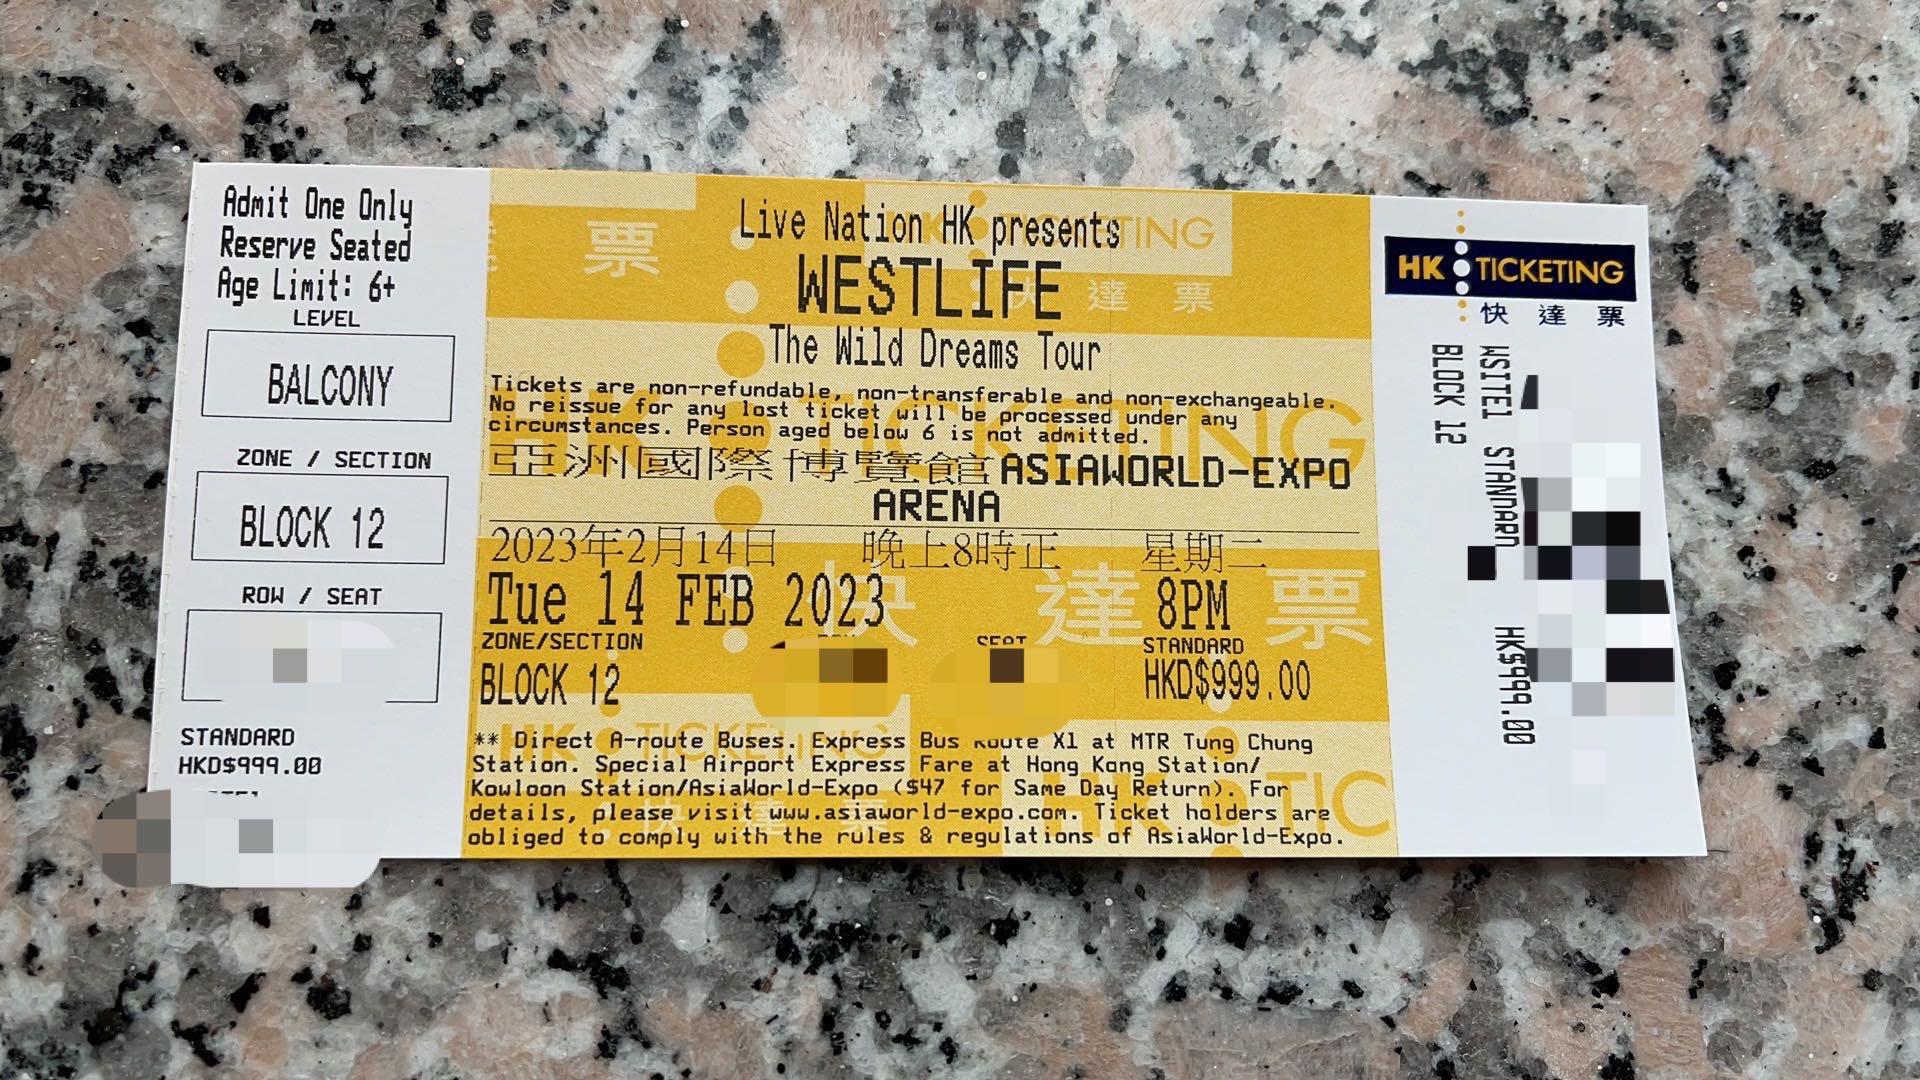 Admit One Only
Reserve Seated
Age Limit: 6+
LEVEL
BALCONY
ZONE / SECTION
BLOCK 12
ROW / SEAT
STANDARD
HKD$999.00
Live Nation HK presents
WESTLIFE
The Wild Dreams Tour
Tickets are non-refundable, non-transferable and non-exchangeable.
No reissue for any lost ticket will be processed under any
circumstances. Person aged below 6 is not admitted.
亞洲國際博覽館 ASIAWORLD-EXPO
ARENA
2023年2月14日 晚上8時正 星期二
Tue 14 FEB 2023 8PM
ZONE/SECTION SEAT STANDARD
BLOCK 12 HKD$999.00
** Direct A-route Buses. Express Bus Route X1 at MTR Tung Chung
Station. Special Airport Express Fare at Hong Kong Station/
Kowloon Station/AsiaWorld-Expo ($47 for Same Day Return). For
details, please visit www.asiaworld-expo.com. Ticket holders are
obliged to comply with the rules & regulations of AsiaWorld-Expo.
HK TICKETING
快達票
WSITE1 STANDARD HK$999.00
BLOCK 12